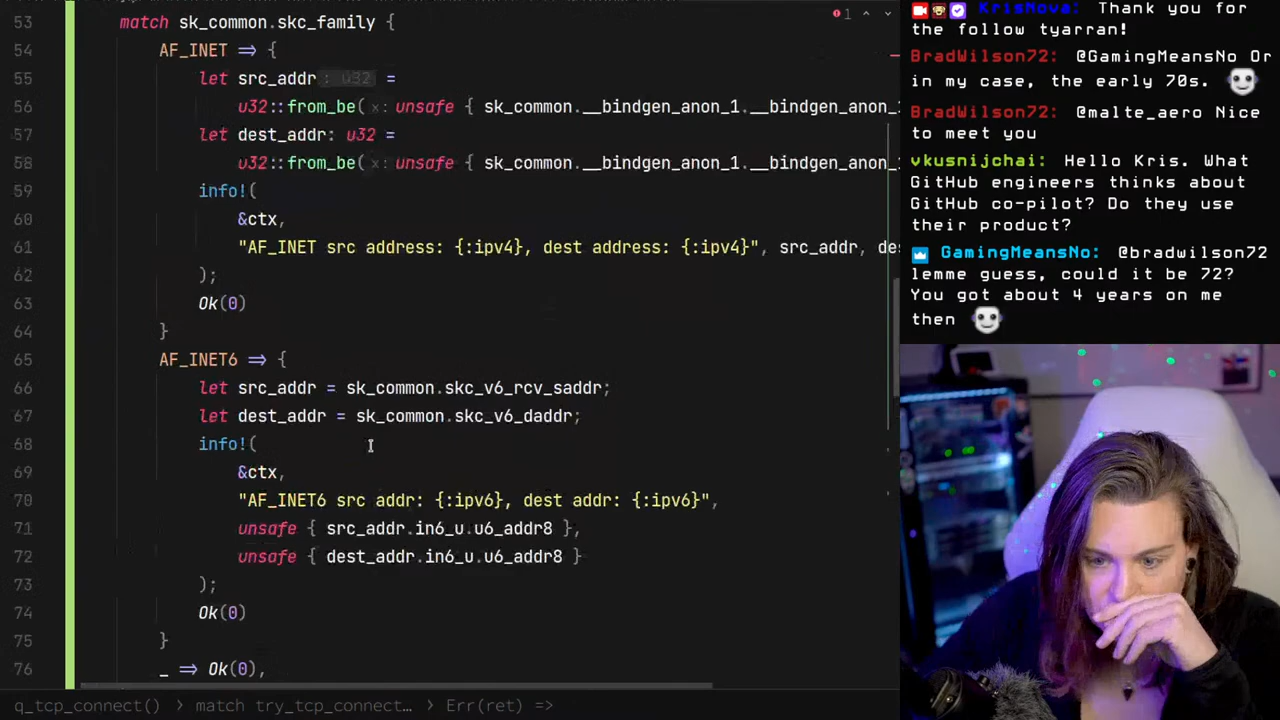 53 match sk_common.skc_family {
54 AF_INET => {
55 let src_addr: u32 =
56 u32::from_be(x: unsafe { sk_common.__bindgen_anon_1.__bindgen_anon_1
57 let dest_addr: u32 =
58 u32::from_be(x: unsafe { sk_common.__bindgen_anon_1.__bindgen_anon_1
59 info!(
60 &ctx,
61 "AF_INET src address: {:ipv4}, dest address: {:ipv4}", src_addr, des
62 );
63 Ok(0)
64 }
65 AF_INET6 => {
66 let src_addr = sk_common.skc_v6_rcv_saddr;
67 let dest_addr = sk_common.skc_v6_daddr;
68 info!(
69 &ctx,
70 "AF_INET6 src addr: {:ipv6}, dest addr: {:ipv6}",
71 unsafe { src_addr.in6_u.u6_addr8 },
72 unsafe { dest_addr.in6_u.u6_addr8 }
73 );
74 Ok(0)
75 }
76 _ => Ok(0),
1
q_tcp_connect() > match try_tcp_connect… > Err(ret) =>
KrisNova: Thank you for
the follow tyarran!
BradWilson72: @GamingMeansNo Or
in my case, the early 70s.
BradWilson72: @malte_aero Nice
to meet you
vkusnijchai: Hello Kris. What
GitHub engineers thinks about
GitHub co-pilot? Do they use
their product?
GamingMeansNo: @bradwilson72
lemme guess, could it be 72?
You got about 4 years on me
then